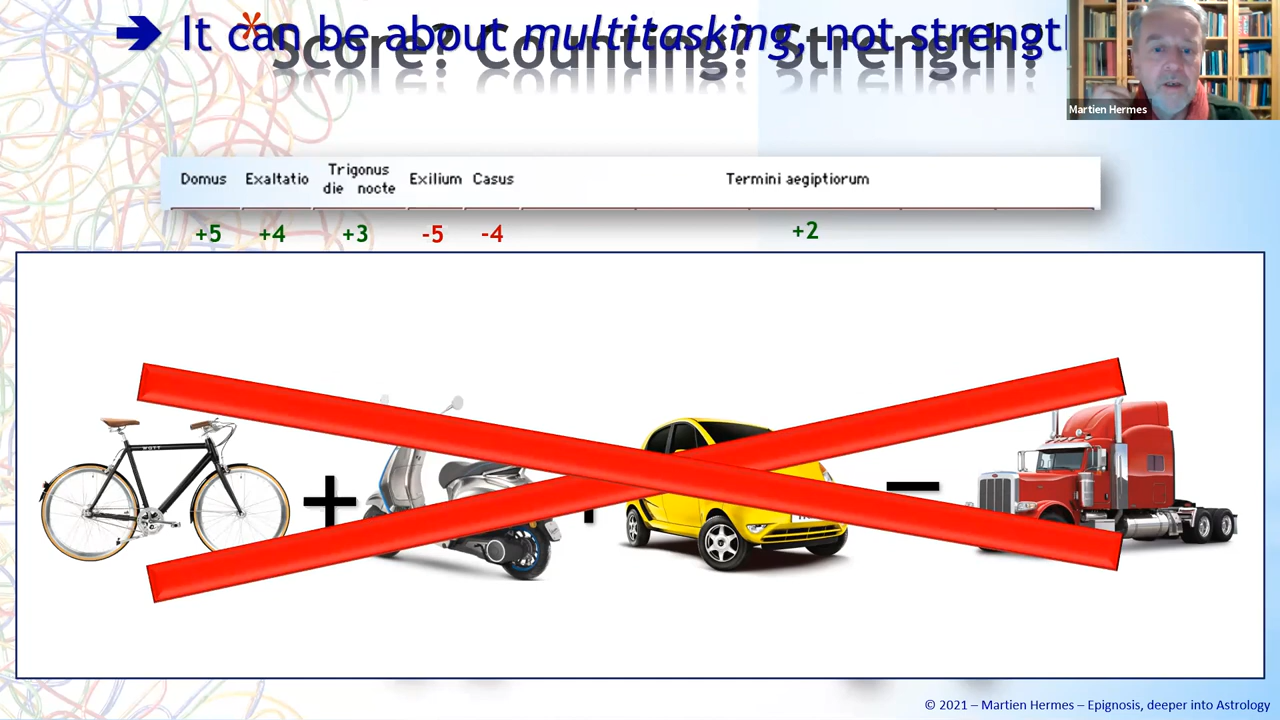 ➔ It can be about multitasking, not strengt
* Score? Counting? Strength?
Martien Hermes
Domus Exaltatio Trigonus die nocte Exilium Casus Termini aegiptiorum
+5 +4 +3 -5 -4 +2
+ + −
© 2021 – Martien Hermes – Epignosis, deeper into Astrology